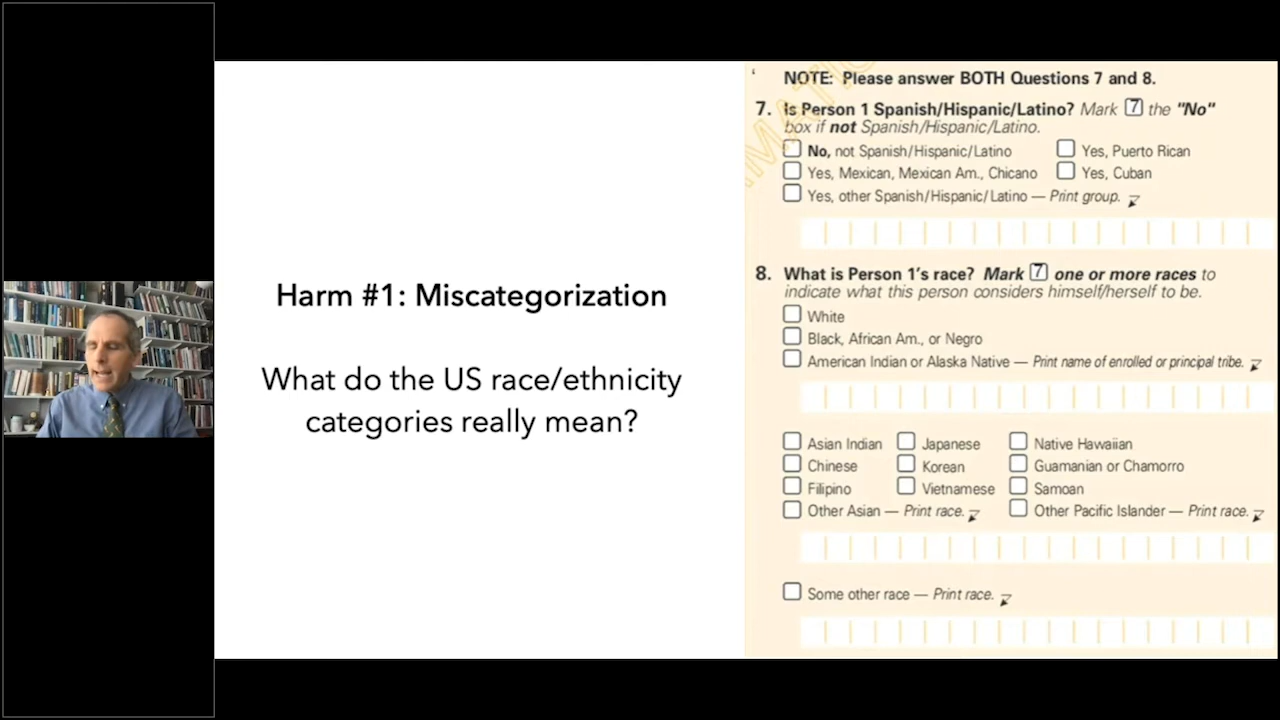 Harm #1: Miscategorization
What do the US race/ethnicity
categories really mean?
NOTE: Please answer BOTH Questions 7 and 8.
7. Is Person 1 Spanish/Hispanic/Latino? Mark 7 the "No"
box if not Spanish/Hispanic/Latino.
No, not Spanish/Hispanic/Latino Yes, Puerto Rican
Yes, Mexican, Mexican Am., Chicano Yes, Cuban
Yes, other Spanish/Hispanic/Latino — Print group.
8. What is Person 1's race? Mark 7 one or more races to
indicate what this person considers himself/herself to be.
White
Black, African Am., or Negro
American Indian or Alaska Native — Print name of enrolled or principal tribe.
Asian Indian Japanese Native Hawaiian
Chinese Korean Guamanian or Chamorro
Filipino Vietnamese Samoan
Other Asian — Print race. Other Pacific Islander — Print race.
Some other race — Print race.